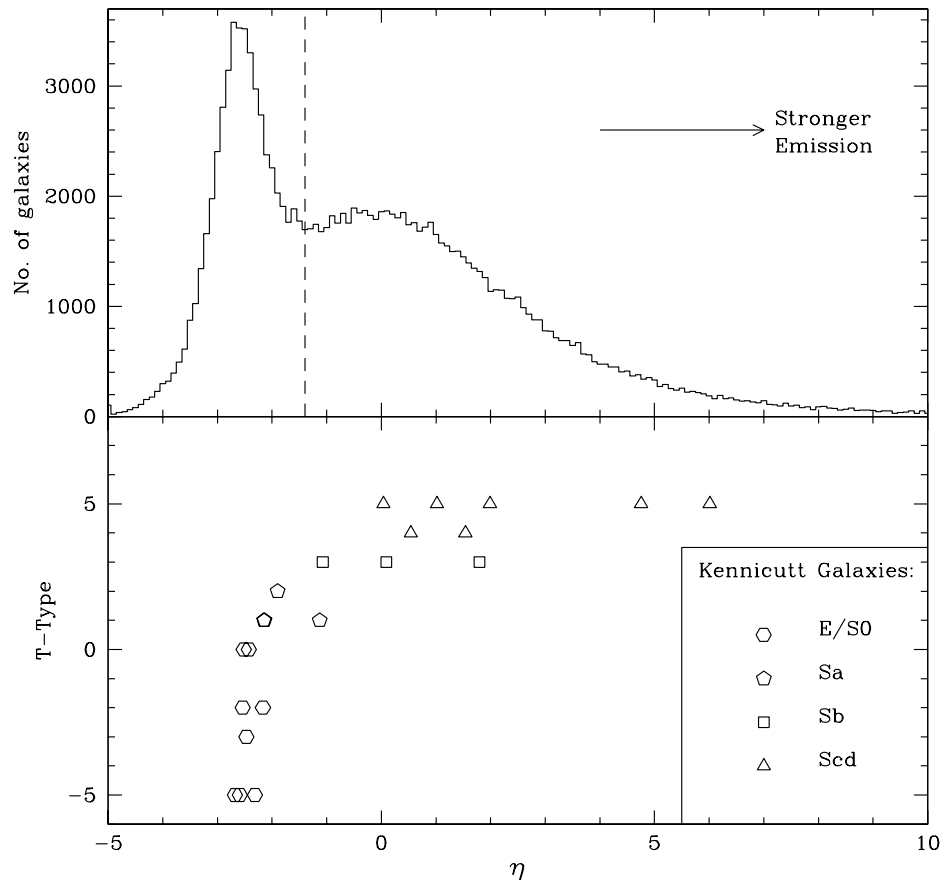 3000
2000
1000
0
No. of galaxies
Stronger
Emission
5
0
−5
T−Type
Kennicutt Galaxies:
E/S0
Sa
Sb
Scd
−5
0
5
10
η